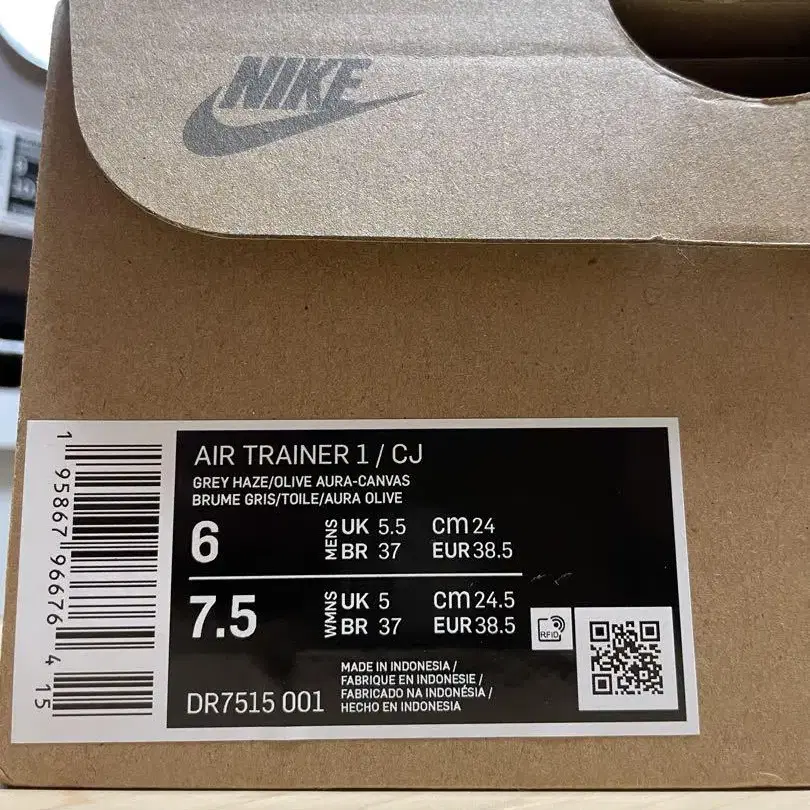 NIKE
AIR TRAINER 1 / CJ
GREY HAZE/OLIVE AURA-CANVAS
BRUME GRIS/TOILE/AURA OLIVE
6 MENS UK 5.5 cm 24
BR 37 EUR 38.5
7.5 WMNS UK 5 cm 24.5
BR 37 EUR 38.5
RFID
MADE IN INDONESIA /
FABRIQUE EN INDONESIE /
FABRICADO NA INDONÉSIA /
HECHO EN INDONESIA
DR7515 001
1 95867 96676 4 15